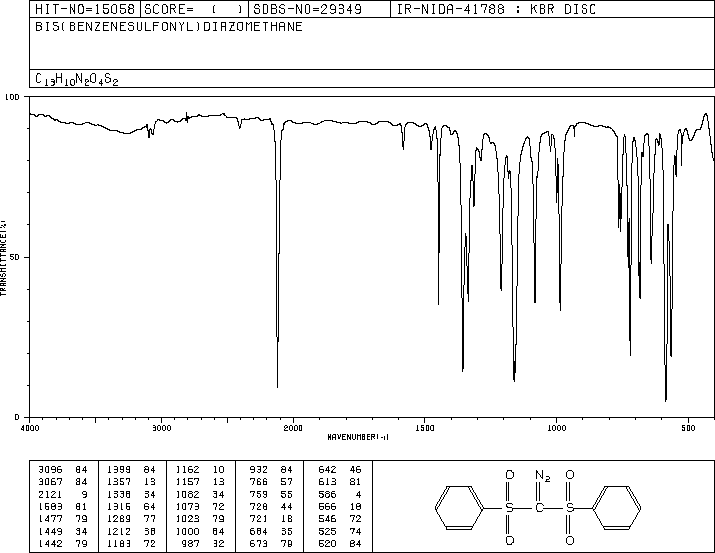 HIT-NO=15058 SCORE= ( ) SDBS-NO=29349 IR-NIDA-41788 : KBR DISC
BIS(BENZENESULFONYL)DIAZOMETHANE
C13H10N2O4S2
100
50
0
TRANSMITTANCE(%)
4000 3000 2000 1500 1000 500
WAVENUMBER(-1)
3096 84 1399 84 1162 10 932 84 642 46
3067 84 1357 13 1157 13 766 57 613 81
2121 9 1338 34 1082 34 759 55 586 4
1583 81 1316 64 1073 72 728 44 566 18
1477 79 1289 77 1023 79 721 18 546 72
1449 34 1212 38 1000 64 684 35 525 74
1442 79 1183 72 987 32 673 79 520 84
O N2 O
S C S
O O